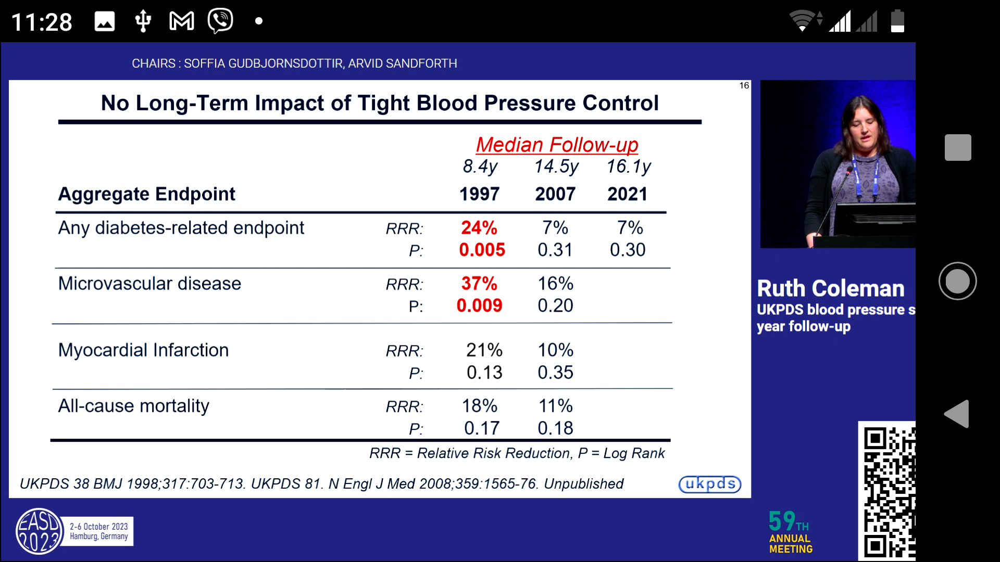 11:28
CHAIRS : SOFFIA GUDBJORNSDOTTIR, ARVID SANDFORTH
16
No Long-Term Impact of Tight Blood Pressure Control
Median Follow-up
8.4y 14.5y 16.1y
Aggregate Endpoint 1997 2007 2021
Any diabetes-related endpoint RRR: 24% 7% 7%
P: 0.005 0.31 0.30
Microvascular disease RRR: 37% 16%
P: 0.009 0.20
Myocardial Infarction RRR: 21% 10%
P: 0.13 0.35
All-cause mortality RRR: 18% 11%
P: 0.17 0.18
RRR = Relative Risk Reduction, P = Log Rank
UKPDS 38 BMJ 1998;317:703-713. UKPDS 81. N Engl J Med 2008;359:1565-76. Unpublished
ukpds
Ruth Coleman
UKPDS blood pressure s
year follow-up
EASD
2023
2-6 October 2023
Hamburg, Germany
59TH
ANNUAL
MEETING